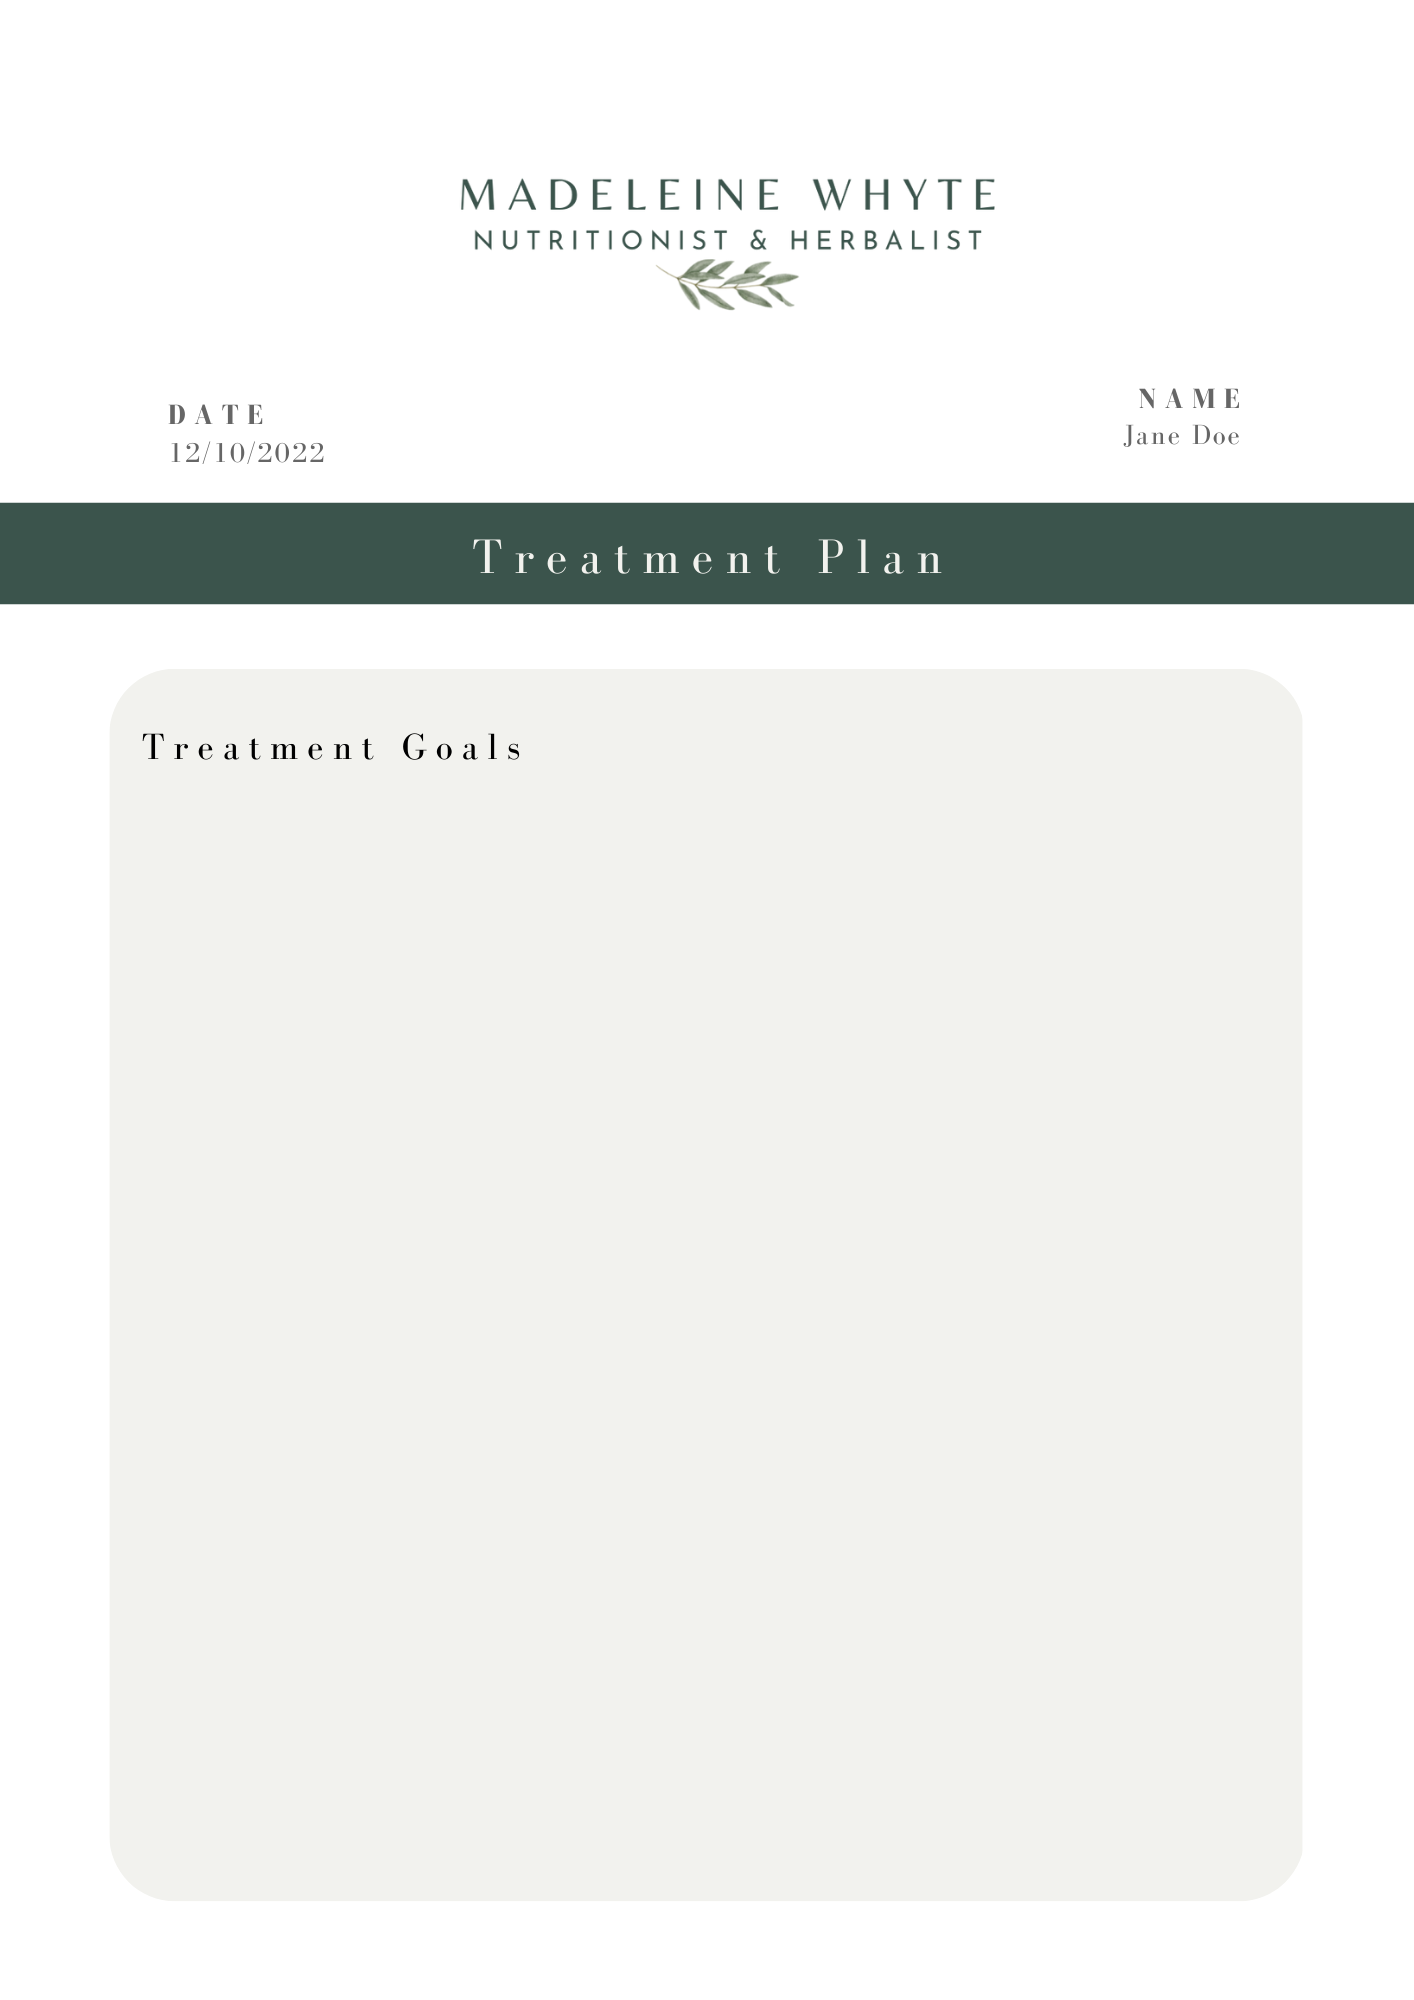 MADELEINE WHYTE
NUTRITIONIST & HERBALIST
DATE
12/10/2022
NAME
Jane Doe
Treatment Plan
Treatment Goals